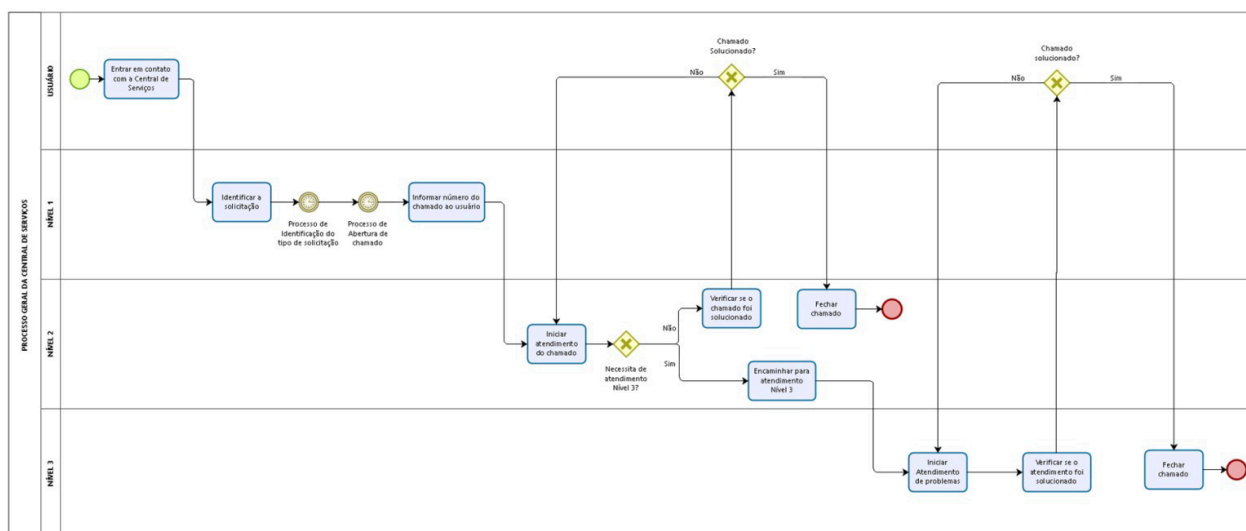 PROCESSO GERAL DA CENTRAL DE SERVIÇOS
USUÁRIO
Entrar em contato
com a Central de
Serviços
Chamado
Solucionado?
Não
Sim
Chamado
solucionado?
Não
Sim
NÍVEL 1
Identificar a
solicitação
Processo de
Identificação do
tipo de solicitação
Processo de
Abertura de
chamado
Informar número do
chamado ao usuário
NÍVEL 2
Iniciar
atendimento
do chamado
Necessita de
atendimento
Nível 3?
Não
Sim
Verificar se o
chamado foi
solucionado
Fechar
chamado
Encaminhar para
atendimento
Nível 3
NÍVEL 3
Iniciar
Atendimento
de problemas
Verificar se o
atendimento foi
solucionado
Fechar
chamado